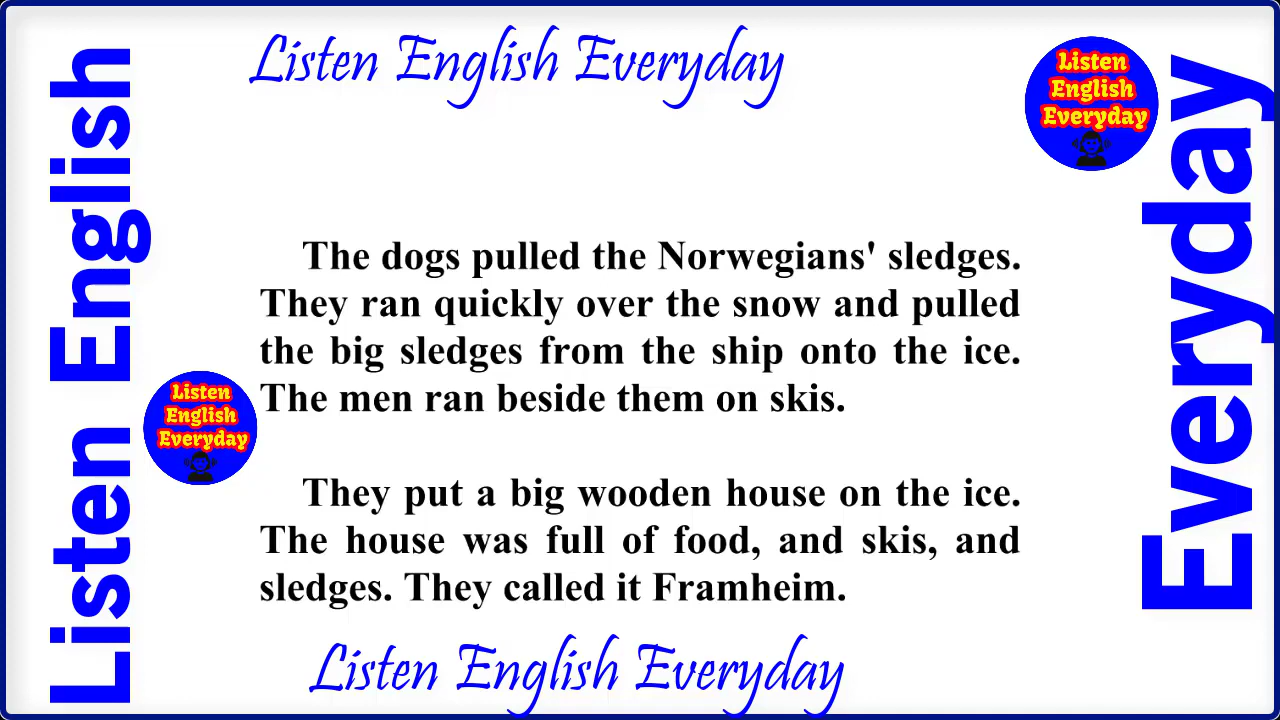 Listen English Everyday
Listen English
Listen
English
Everyday
Everyday
The dogs pulled the Norwegians' sledges.
They ran quickly over the snow and pulled
the big sledges from the ship onto the ice.
The men ran beside them on skis.
Listen
English
Everyday
They put a big wooden house on the ice.
The house was full of food, and skis, and
sledges. They called it Framheim.
Listen English Everyday